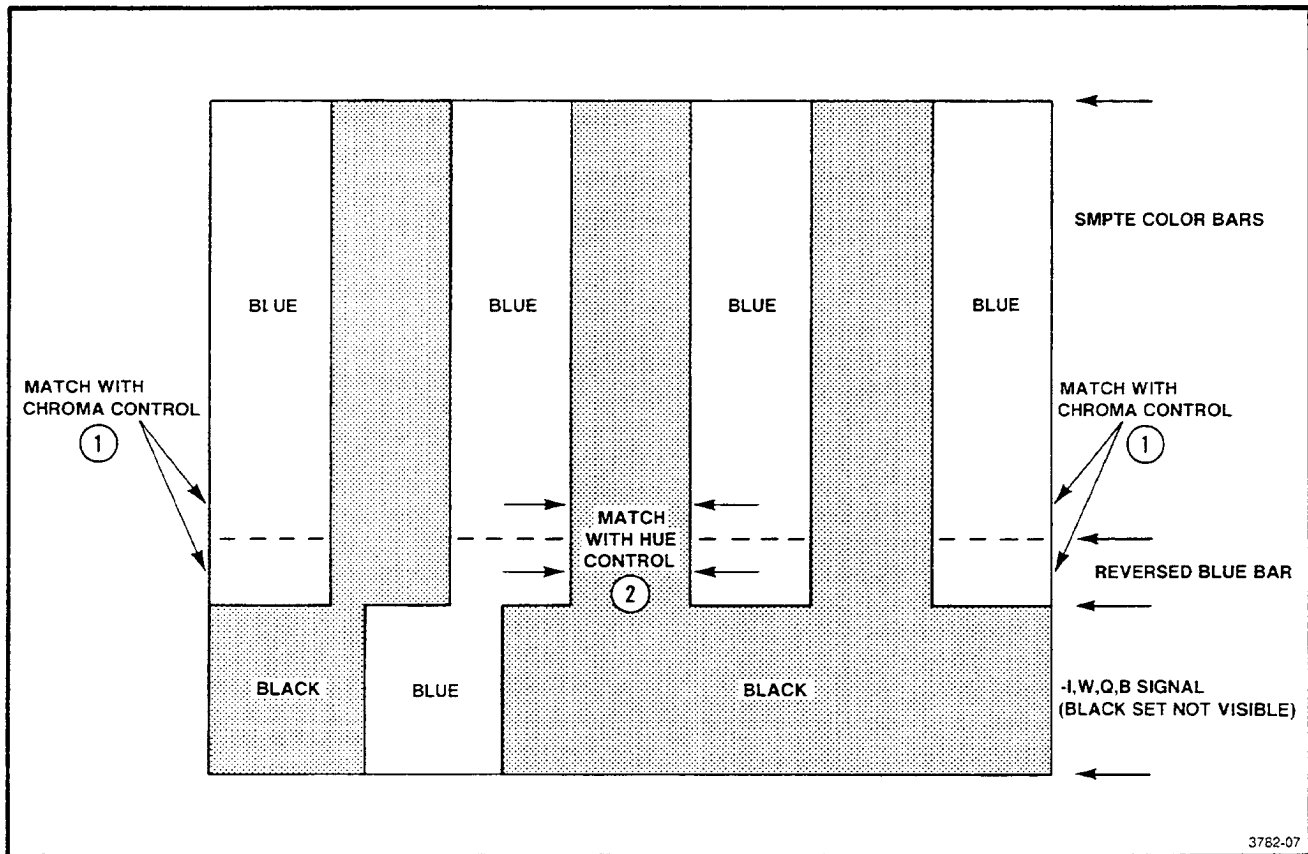 SMPTE COLOR BARS
BLUE
BLUE
BLUE
BLUE
MATCH WITH
CHROMA CONTROL
1
MATCH WITH
CHROMA CONTROL
1
MATCH
WITH HUE
CONTROL
2
REVERSED BLUE BAR
BLACK
BLUE
BLACK
-I,W,Q,B SIGNAL
(BLACK SET NOT VISIBLE)
3782-07